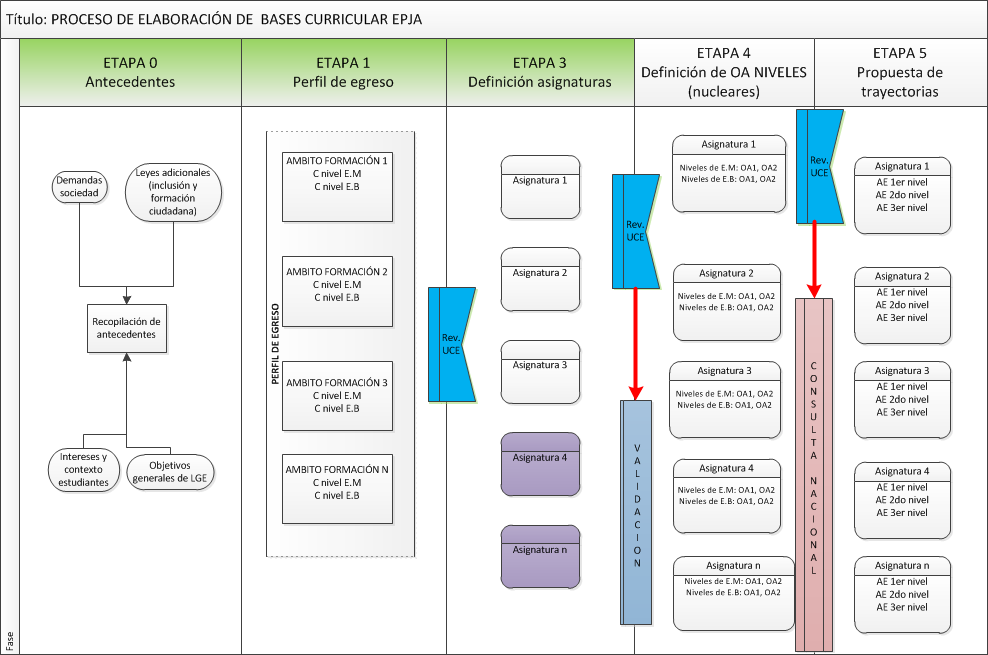 Título: PROCESO DE ELABORACIÓN DE BASES CURRICULAR EPJA
Fase
ETAPA 0
Antecedentes
Demandas
sociedad
Leyes adicionales
(inclusión y
formación
ciudadana)
Recopilación de
antecedentes
Intereses y
contexto
estudiantes
Objetivos
generales de LGE
ETAPA 1
Perfil de egreso
PERFIL DE EGRESO
AMBITO FORMACIÓN 1
C nivel E.M
C nivel E.B
AMBITO FORMACIÓN 2
C nivel E.M
C nivel E.B
AMBITO FORMACIÓN 3
C nivel E.M
C nivel E.B
AMBITO FORMACIÓN N
C nivel E.M
C nivel E.B
Rev.
UCE
ETAPA 3
Definición asignaturas
Asignatura 1
Asignatura 2
Asignatura 3
Asignatura 4
Asignatura n
Rev.
UCE
VALIDACION
ETAPA 4
Definición de OA NIVELES
(nucleares)
Asignatura 1
Niveles de E.M: OA1, OA2
Niveles de E.B: OA1, OA2
Asignatura 2
Niveles de E.M: OA1, OA2
Niveles de E.B: OA1, OA2
Asignatura 3
Niveles de E.M: OA1, OA2
Niveles de E.B: OA1, OA2
Asignatura 4
Niveles de E.M: OA1, OA2
Niveles de E.B: OA1, OA2
Asignatura n
Niveles de E.M: OA1, OA2
Niveles de E.B: OA1, OA2
Rev.
UCE
CONSULTA NACIONAL
ETAPA 5
Propuesta de
trayectorias
Asignatura 1
AE 1er nivel
AE 2do nivel
AE 3er nivel
Asignatura 2
AE 1er nivel
AE 2do nivel
AE 3er nivel
Asignatura 3
AE 1er nivel
AE 2do nivel
AE 3er nivel
Asignatura 4
AE 1er nivel
AE 2do nivel
AE 3er nivel
Asignatura n
AE 1er nivel
AE 2do nivel
AE 3er nivel